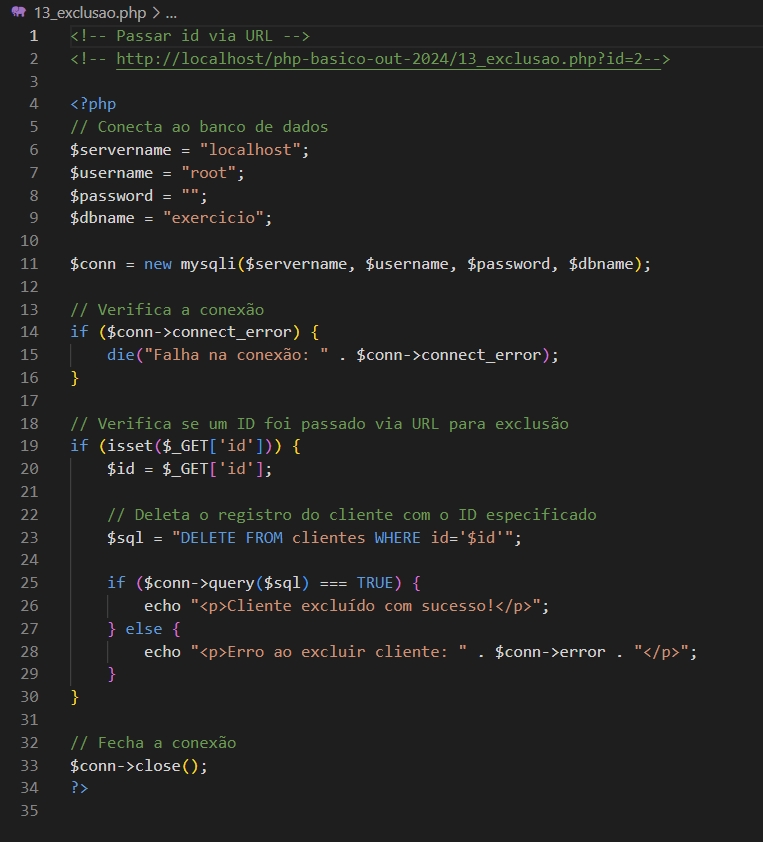 13_exclusao.php > ...
1 <!-- Passar id via URL -->
2 <!-- http://localhost/php-basico-out-2024/13_exclusao.php?id=2-->
3
4 <?php
5 // Conecta ao banco de dados
6 $servername = "localhost";
7 $username = "root";
8 $password = "";
9 $dbname = "exercicio";
10
11 $conn = new mysqli($servername, $username, $password, $dbname);
12
13 // Verifica a conexão
14 if ($conn->connect_error) {
15     die("Falha na conexão: " . $conn->connect_error);
16 }
17
18 // Verifica se um ID foi passado via URL para exclusão
19 if (isset($_GET['id'])) {
20     $id = $_GET['id'];
21
22     // Deleta o registro do cliente com o ID especificado
23     $sql = "DELETE FROM clientes WHERE id='$id'";
24
25     if ($conn->query($sql) === TRUE) {
26         echo "<p>Cliente excluído com sucesso!</p>";
27     } else {
28         echo "<p>Erro ao excluir cliente: " . $conn->error . "</p>";
29     }
30 }
31
32 // Fecha a conexão
33 $conn->close();
34 ?>
35